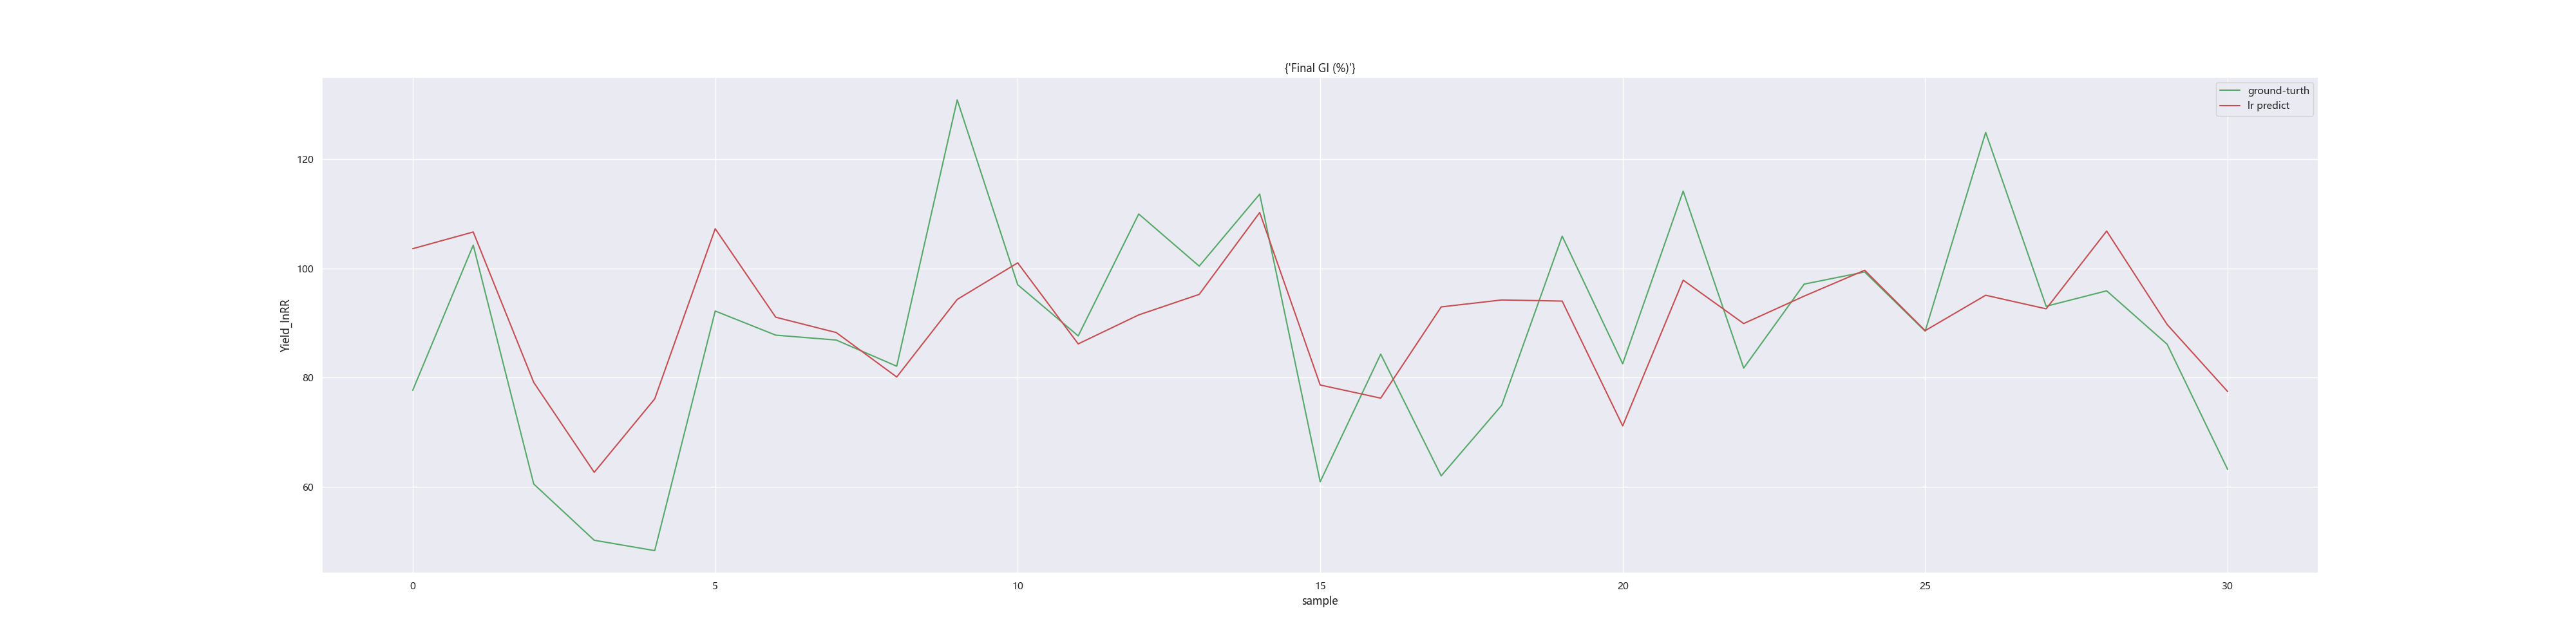 {'Final GI (%)'}
ground-turth
lr predict
120
100
80
60
Yield_lnRR
0 5 10 15 20 25 30
sample